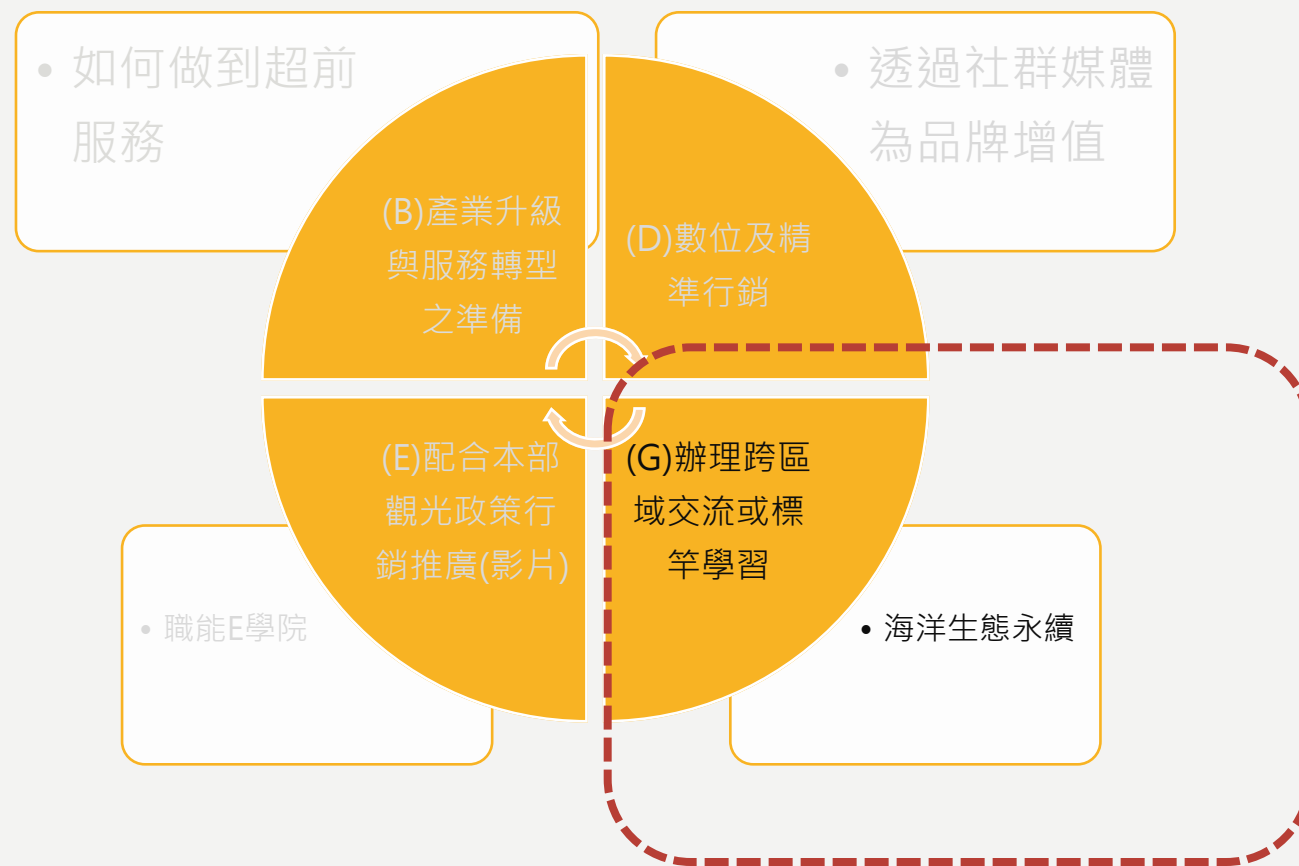 • 如何做到超前
服務
• 透過社群媒體
為品牌增值
(B)產業升級
與服務轉型
之準備
(D)數位及精
準行銷
(E)配合本部
觀光政策行
銷推廣(影片)
(G)辦理跨區
域交流或標
竿學習
• 職能E學院
• 海洋生態永續